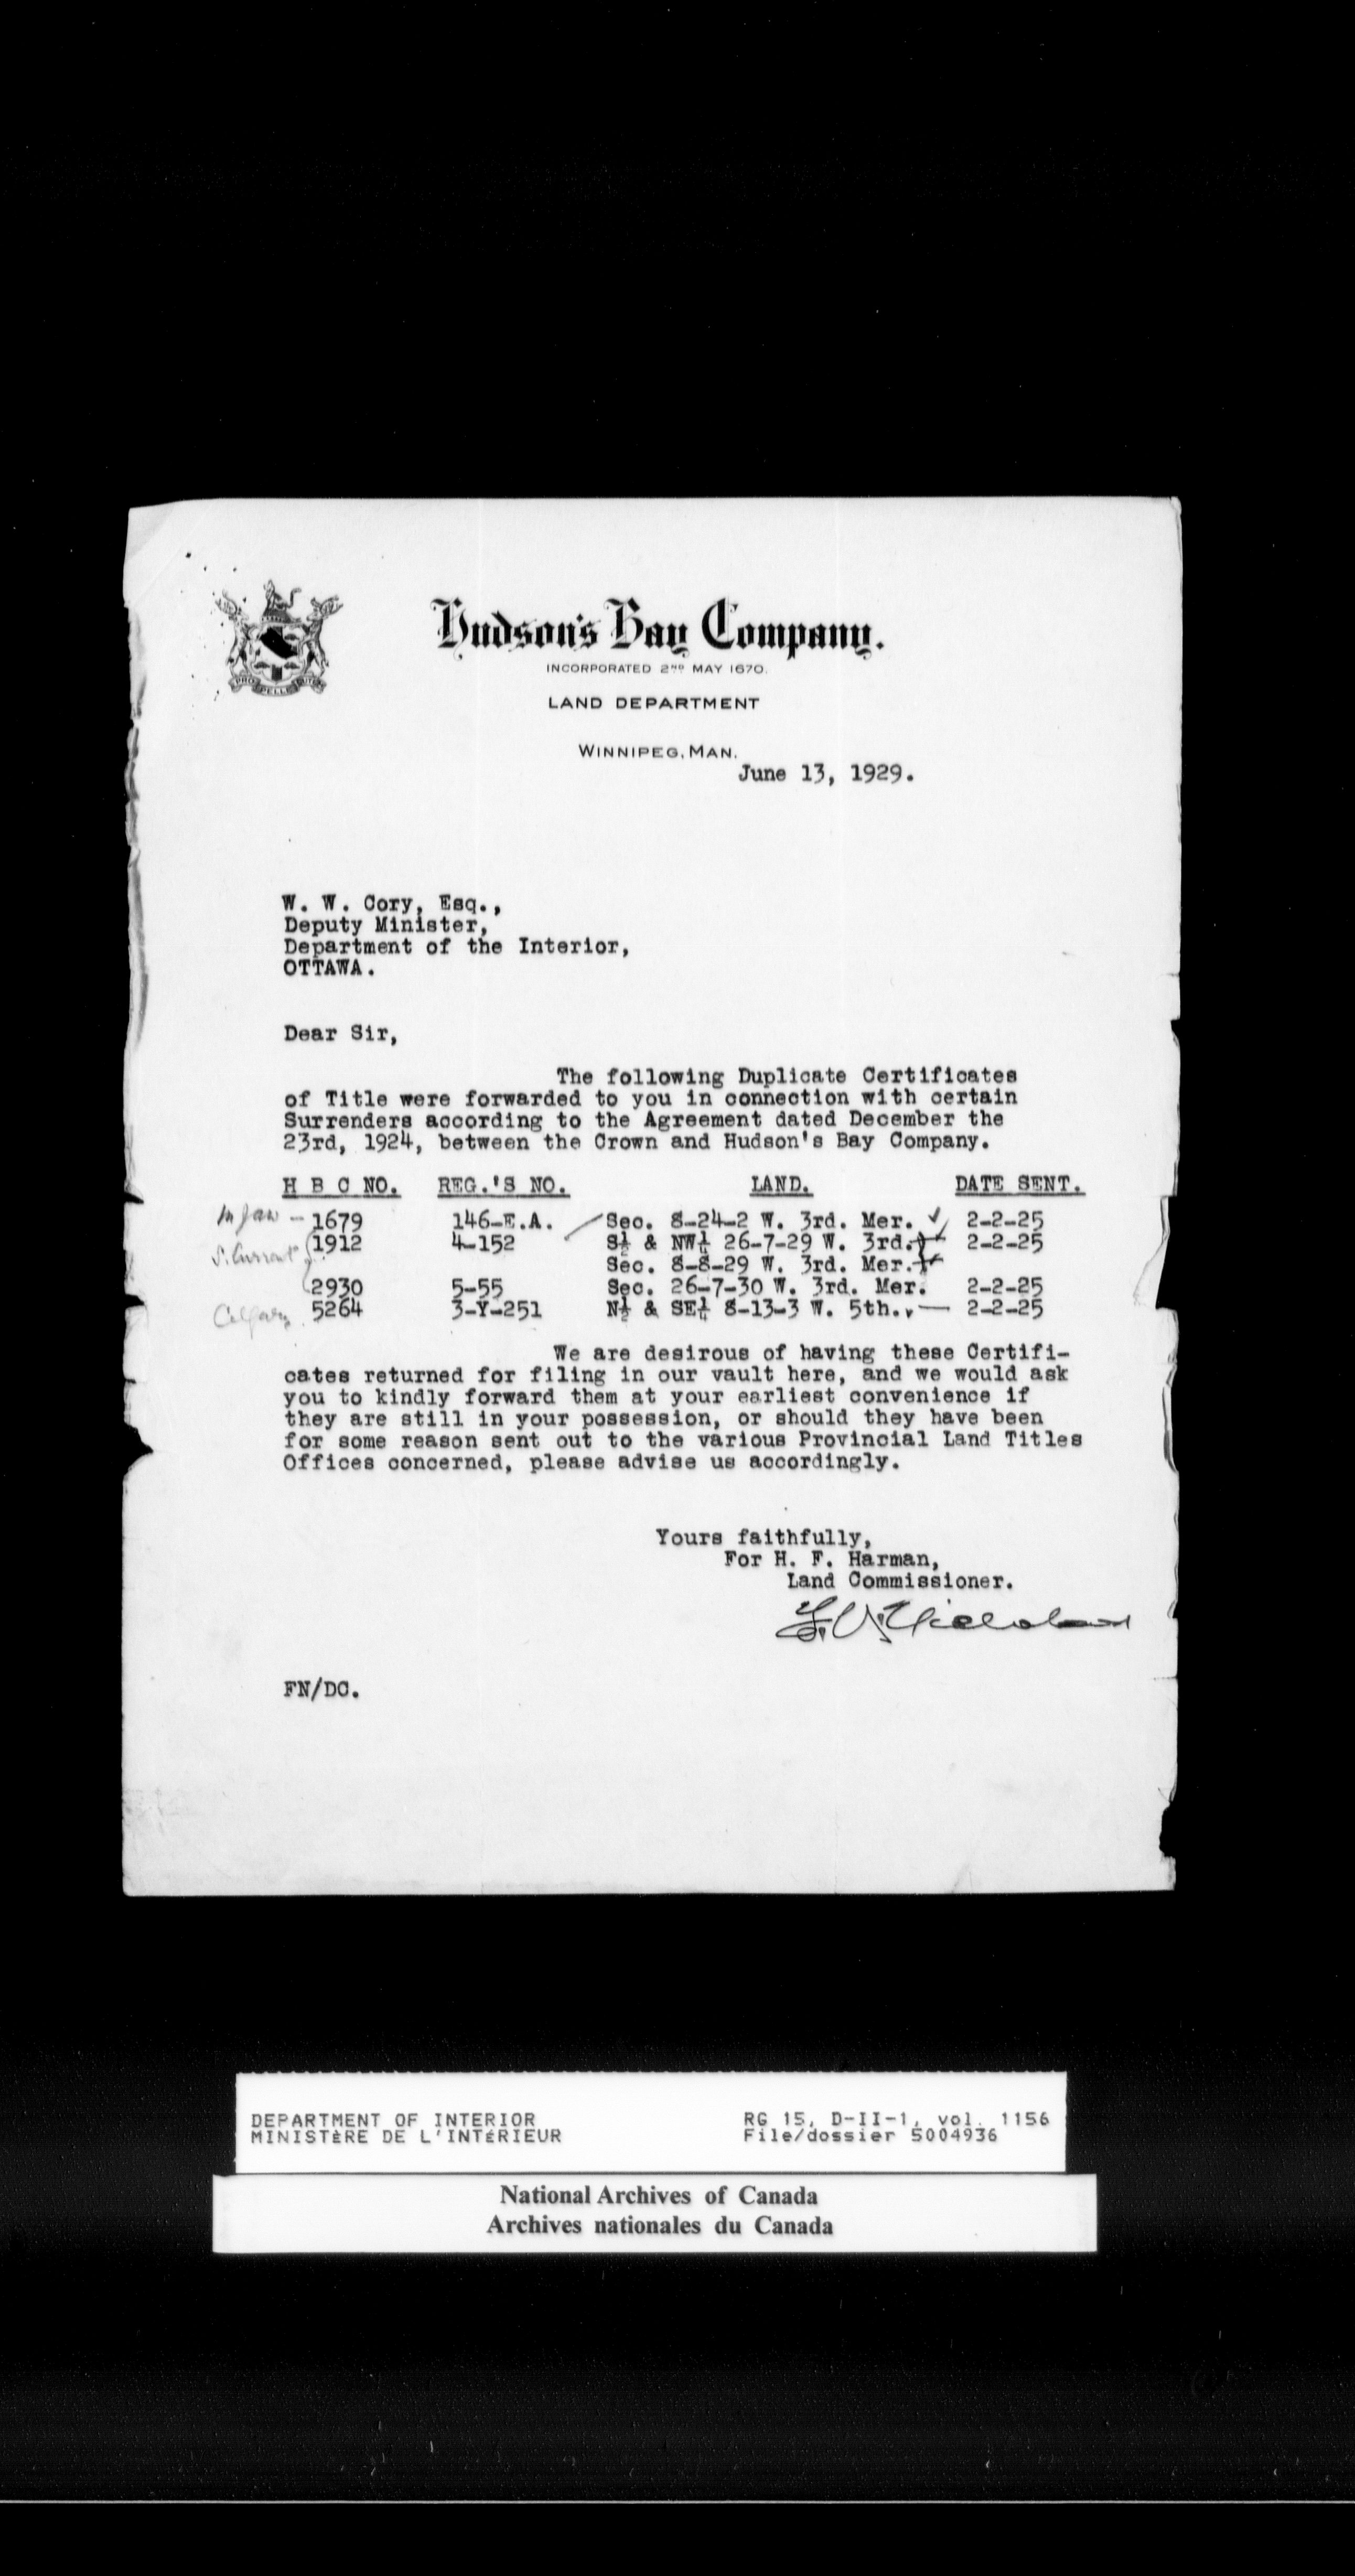 Hudson's Bay Company.
INCORPORATED 2ND MAY 1670.
LAND DEPARTMENT
WINNIPEG, MAN.
June 13, 1929.
W. W. Cory, Esq.,
Deputy Minister,
Department of the Interior,
OTTAWA.
Dear Sir,
The following Duplicate Certificates
of Title were forwarded to you in connection with certain
Surrenders according to the Agreement dated December the
23rd, 1924, between the Crown and Hudson's Bay Company.
H B C NO. REG.'S NO. LAND. DATE SENT.
M Jaw - 1679 146-E.A. Sec. 8-24-2 W. 3rd. Mer. 2-2-25
S. Current 1912 4-152 S½ & NW¼ 26-7-29 W. 3rd. 2-2-25
Sec. 8-8-29 W. 3rd. Mer.
2930 5-55 Sec. 26-7-30 W. 3rd. Mer. 2-2-25
Calgary 5264 3-Y-251 N½ & SE¼ 8-13-3 W. 5th. 2-2-25
We are desirous of having these Certifi-
cates returned for filing in our vault here, and we would ask
you to kindly forward them at your earliest convenience if
they are still in your possession, or should they have been
for some reason sent out to the various Provincial Land Titles
Offices concerned, please advise us accordingly.
Yours faithfully,
For H. F. Harman,
Land Commissioner.
FN/DC.
DEPARTMENT OF INTERIOR RG 15, D-II-1, vol. 1156
MINISTÈRE DE L'INTÉRIEUR File/dossier 5004936
National Archives of Canada
Archives nationales du Canada